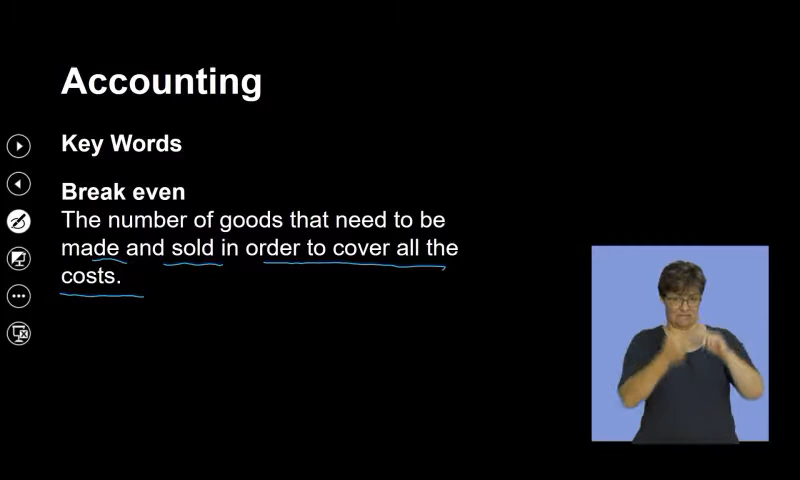 Accounting
Key Words
Break even
The number of goods that need to be
made and sold in order to cover all the
costs.